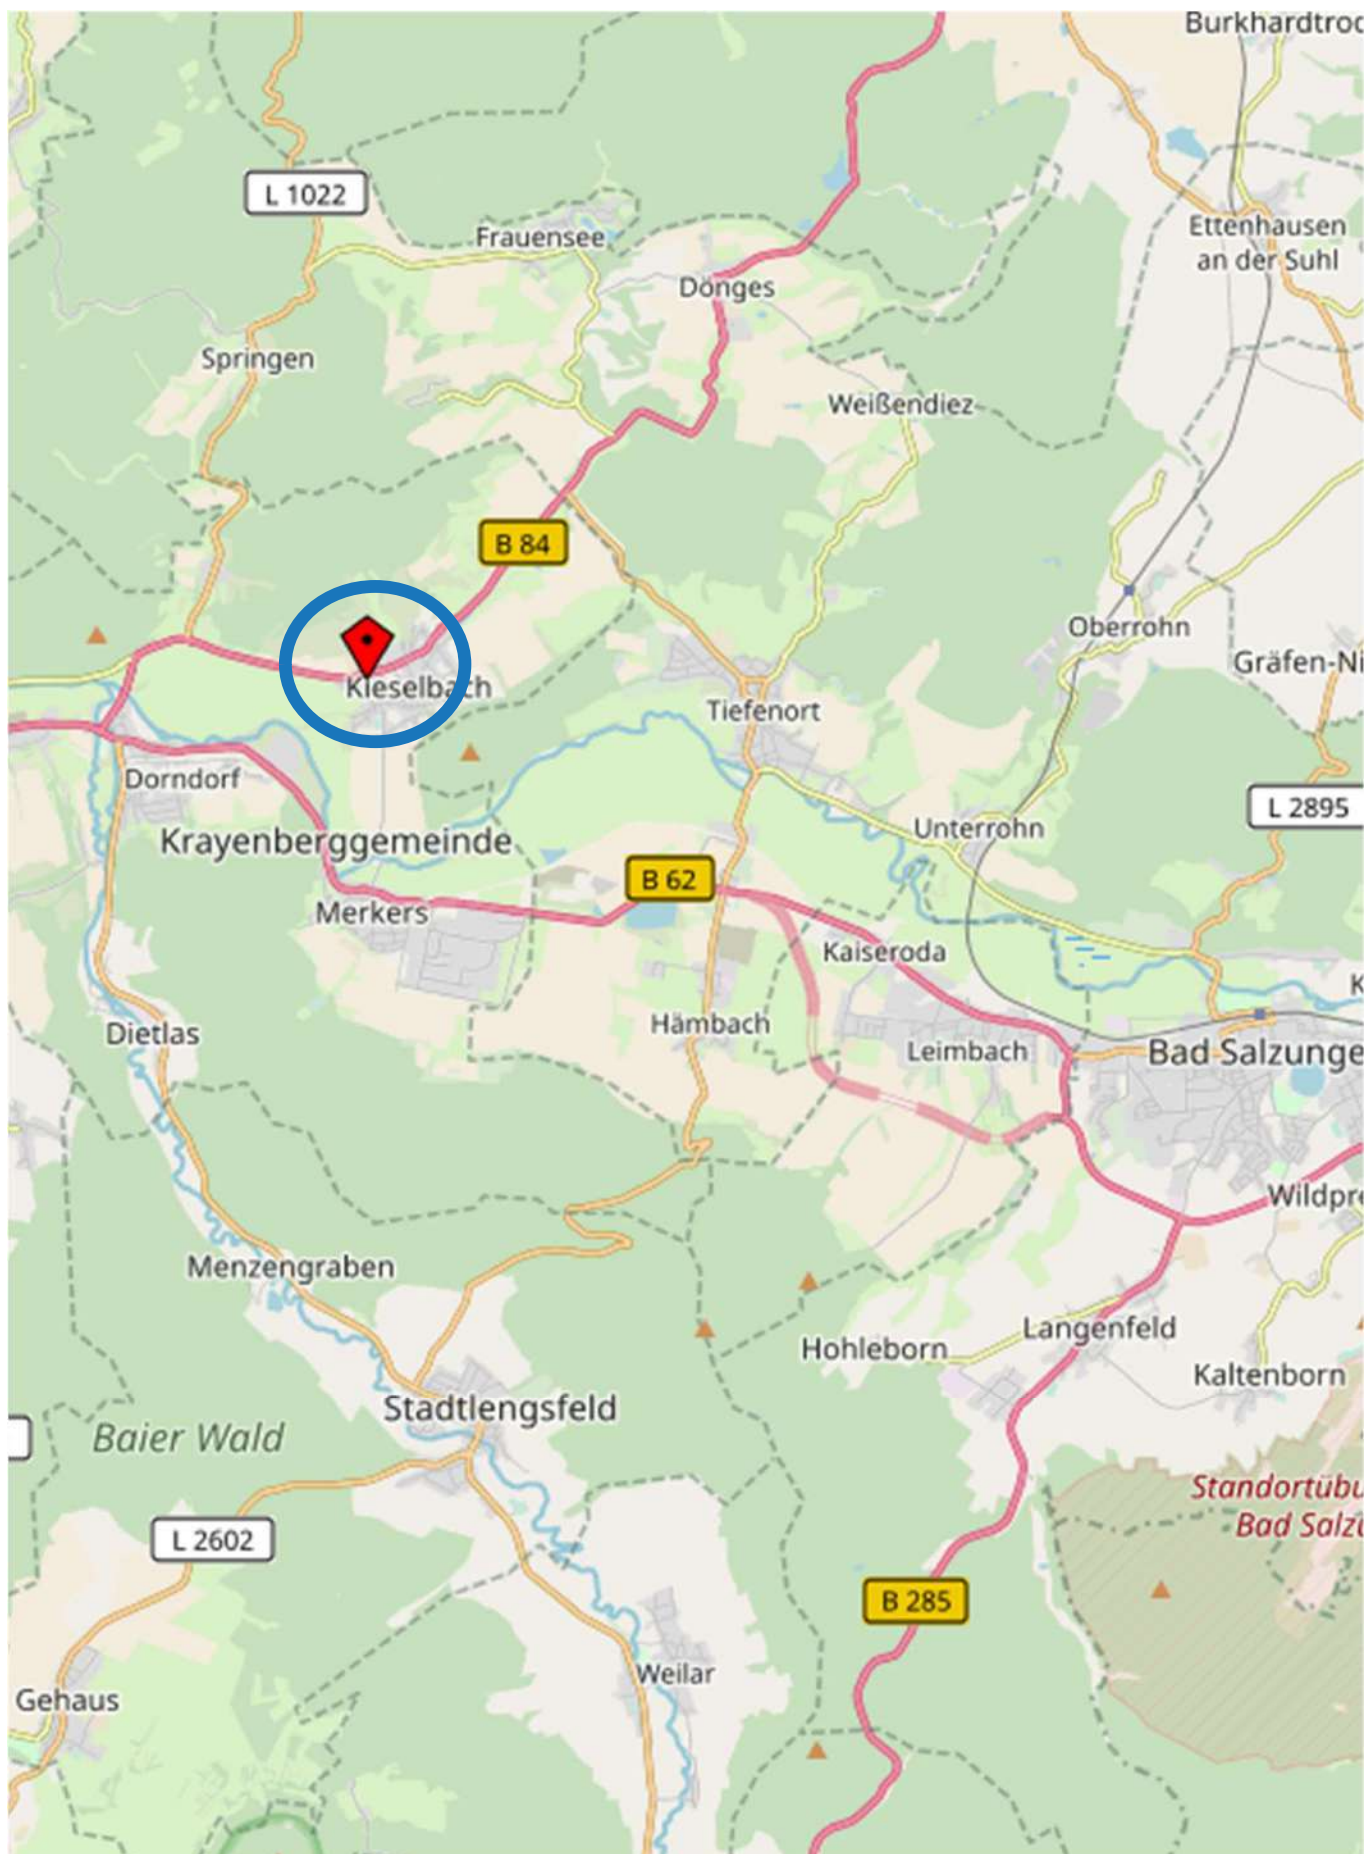 Burkhardtroc
L 1022
Frauensee
Ettenhausen
an der Suhl
Dönges
Springen
Weißendiez
B 84
Oberrohn
Gräfen-Ni
Kieselbach
Tiefenort
Dorndorf
L 2895
Unterrohn
Krayenberggemeinde
B 62
Merkers
Kaiseroda
K
Hämbach
Dietlas
Leimbach
Bad Salzunge
Wildpre
Menzengraben
Langenfeld
Hohleborn
Kaltenborn
Stadtlengsfeld
Baier Wald
Standortübu
Bad Salzu
L 2602
B 285
Weilar
Gehaus